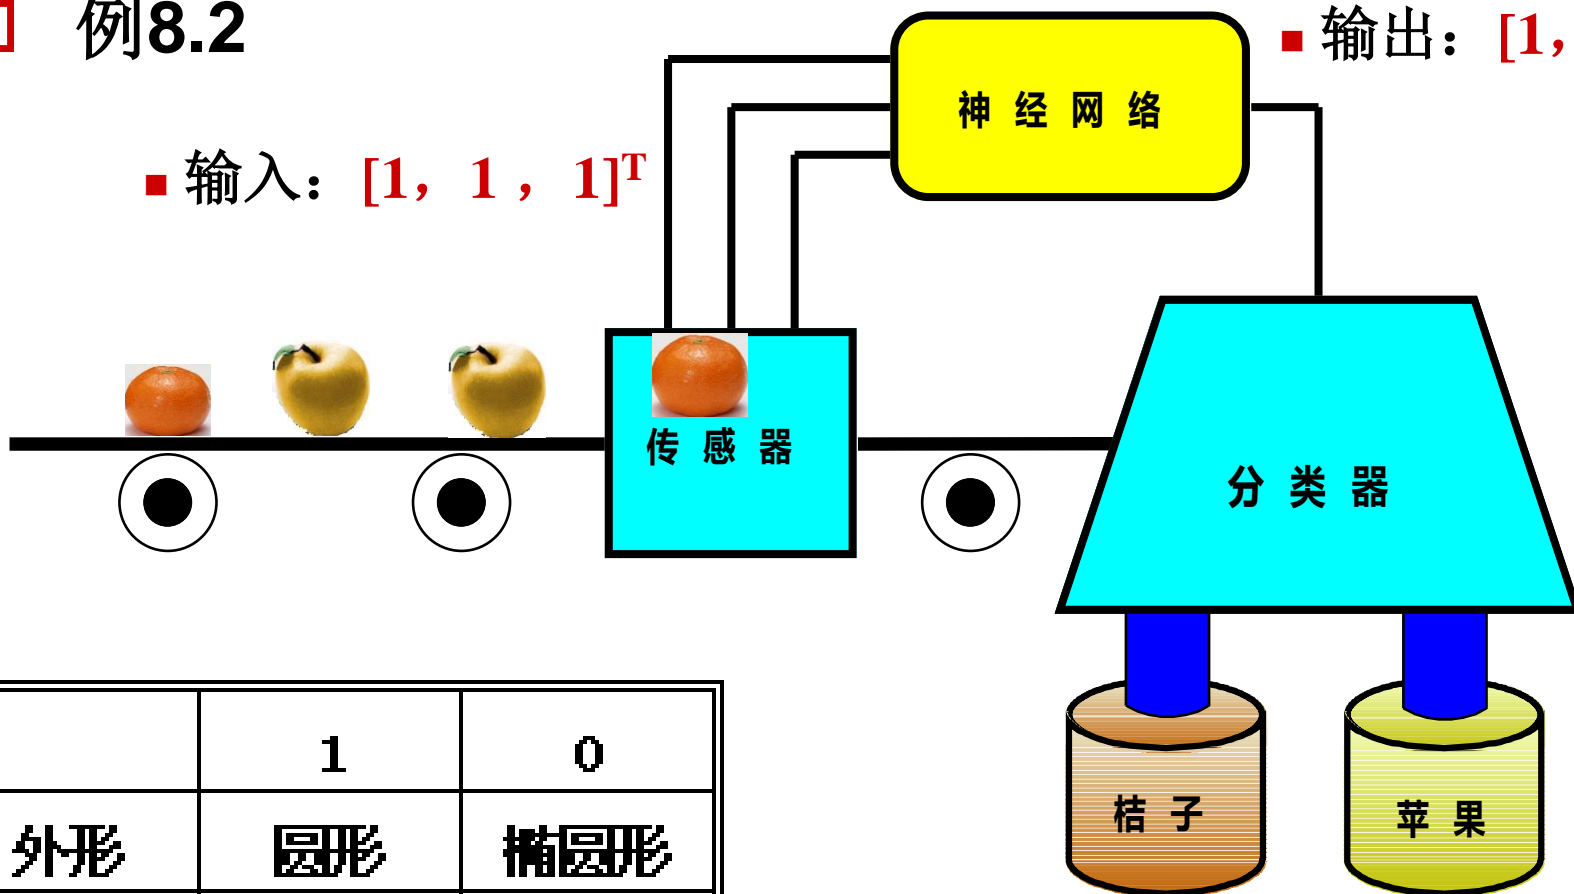 例8.2
输出：[1，
神经网络
输入：[1，1，1]ᵀ
传感器
分类器
1 0
外形 圆形 椭圆形
桔子 苹果